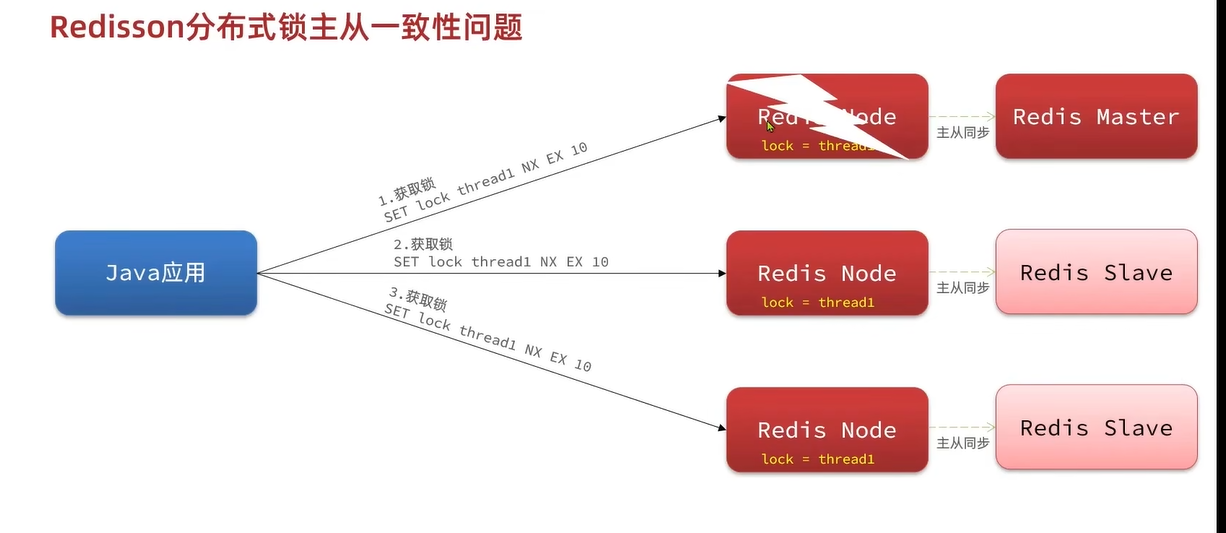 Redisson分布式锁主从一致性问题
Redis Node
lock = thread1
主从同步
Redis Master
1.获取锁
SET lock thread1 NX EX 10
Java应用
2.获取锁
SET lock thread1 NX EX 10
Redis Node
lock = thread1
主从同步
Redis Slave
3.获取锁
SET lock thread1 NX EX 10
Redis Node
lock = thread1
主从同步
Redis Slave